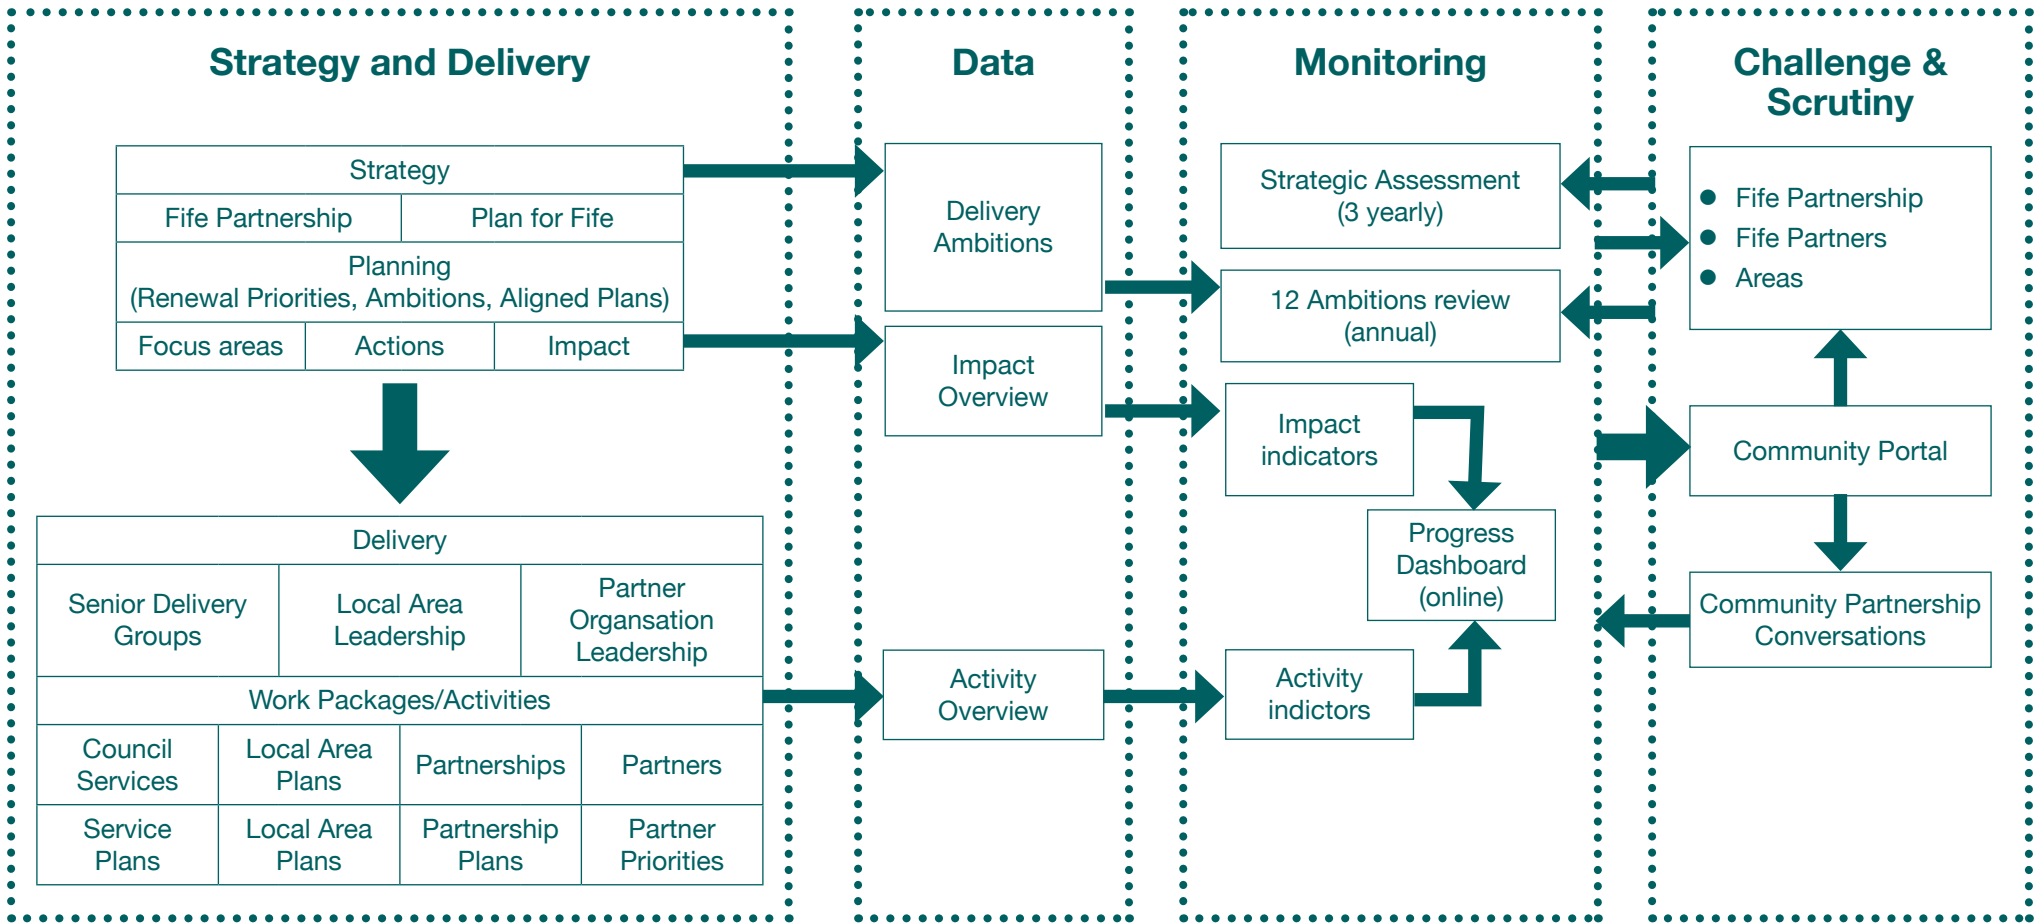 Strategy and Delivery
Strategy
Fife Partnership
Plan for Fife
Planning
(Renewal Priorities, Ambitions, Aligned Plans)
Focus areas
Actions
Impact
Delivery
Senior Delivery
Groups
Local Area
Leadership
Partner
Organsation
Leadership
Work Packages/Activities
Council
Services
Local Area
Plans
Partnerships
Partners
Service
Plans
Local Area
Plans
Partnership
Plans
Partner
Priorities
Data
Delivery
Ambitions
Impact
Overview
Activity
Overview
Monitoring
Strategic Assessment
(3 yearly)
12 Ambitions review
(annual)
Impact
indicators
Progress
Dashboard
(online)
Activity
indictors
Challenge &
Scrutiny
● Fife Partnership
● Fife Partners
● Areas
Community Portal
Community Partnership
Conversations